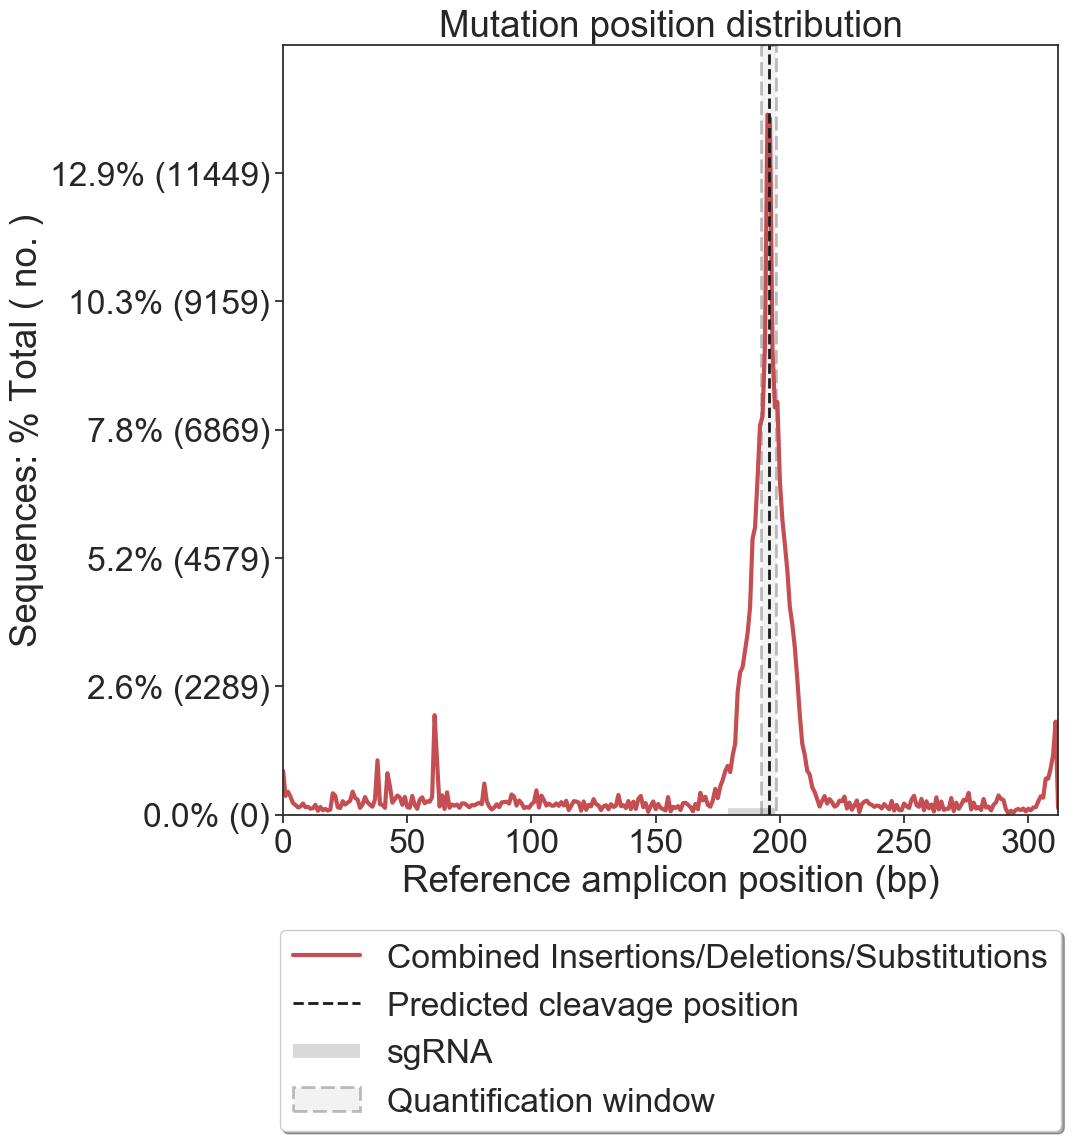 Mutation position distribution
Sequences: % Total ( no. )
12.9% (11449)
10.3% (9159)
7.8% (6869)
5.2% (4579)
2.6% (2289)
0.0% (0)
0 50 100 150 200 250 300
Reference amplicon position (bp)
Combined Insertions/Deletions/Substitutions
Predicted cleavage position
sgRNA
Quantification window